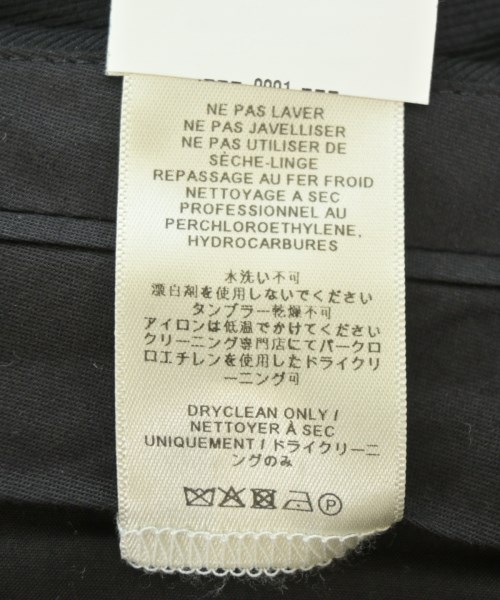 NE PAS LAVER
NE PAS JAVELLISER
NE PAS UTILISER DE
SÈCHE-LINGE
REPASSAGE AU FER FROID
NETTOYAGE A SEC
PROFESSIONNEL AU
PERCHLOROETHYLENE,
HYDROCARBURES
水洗い不可
漂白剤を使用しないでください
タンブラー乾燥不可
アイロンは低温でかけてください
クリーニング専門店にてパークロ
ロエチレンを使用したドライクリ
ーニング可
DRYCLEAN ONLY /
NETTOYER À SEC
UNIQUEMENT / ドライクリーニ
ングのみ
P